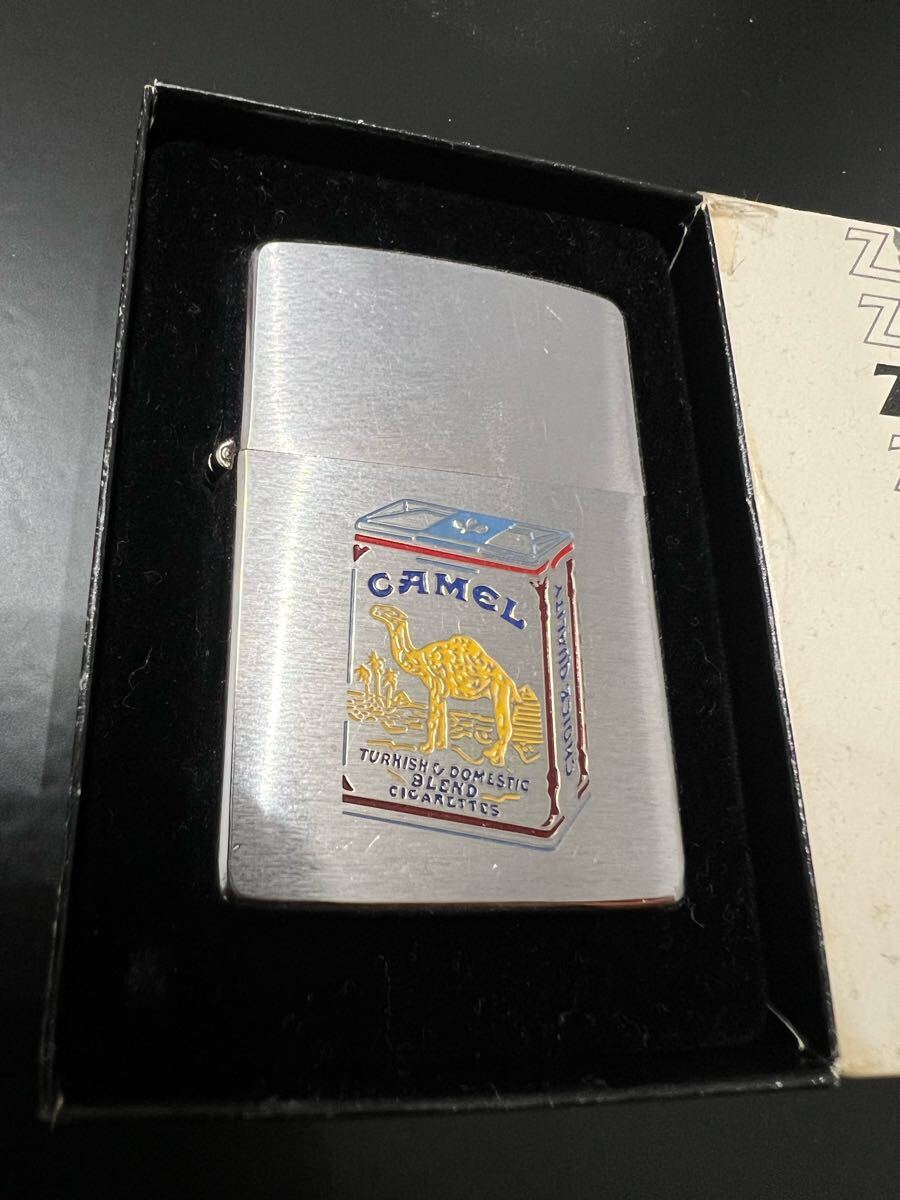 CAMEL
TURKISH & DOMESTIC
BLEND
CIGARETTES
CHOICE QUALITY
Z
Z
Z